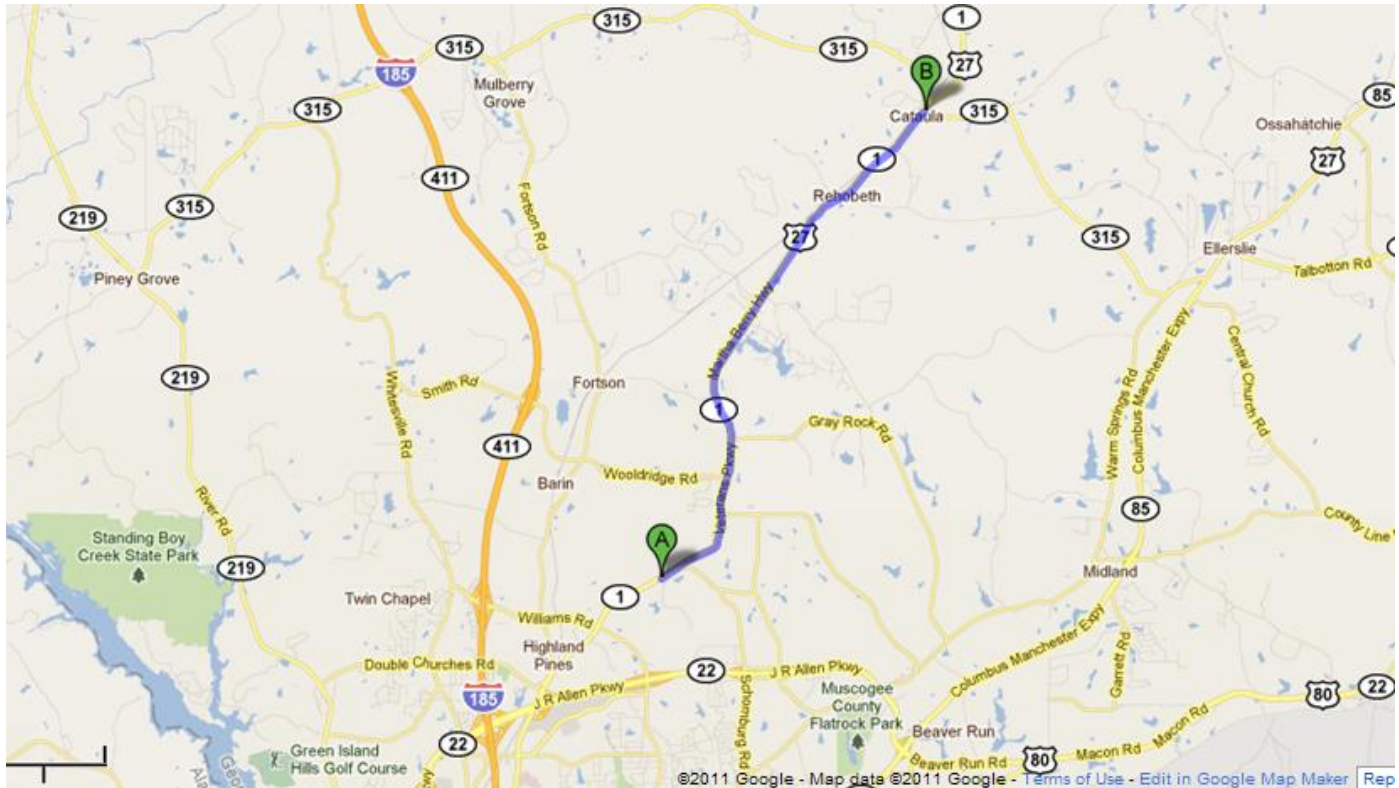 1
315
315
315
27
B
185
85
Mulberry
Grove
315
Cataula
315
Ossahatchie
1
27
411
Rehobeth
315
219
Fortson Rd
27
315
Ellerslie
Piney Grove
Talbotton Rd
Martha Berry Hwy
219
Smith Rd
Fortson
Whitesville Rd
1
Warm Springs Rd
Columbus Manchester Expy
Central Church Rd
Gray Rock Rd
411
Barin
Wooldridge Rd
Veterans Pkwy
River Rd
85
County Line
Standing Boy
Creek State Park
A
219
Midland
Twin Chapel
1
Williams Rd
Highland
Pines
Double Churches Rd
22
J R Allen Pkwy
Columbus Manchester Expy
Garrett Rd
185
J R Allen Pkwy
Schomburg Rd
Muscogee
County
Flatrock Park
22
80
Macon Rd
Beaver Run
22
Green Island
Hills Golf Course
Geo
Ala
wy
80
Macon Rd
Beaver Run Rd
©2011 Google - Map data ©2011 Google - Terms of Use - Edit in Google Map Maker
Rep